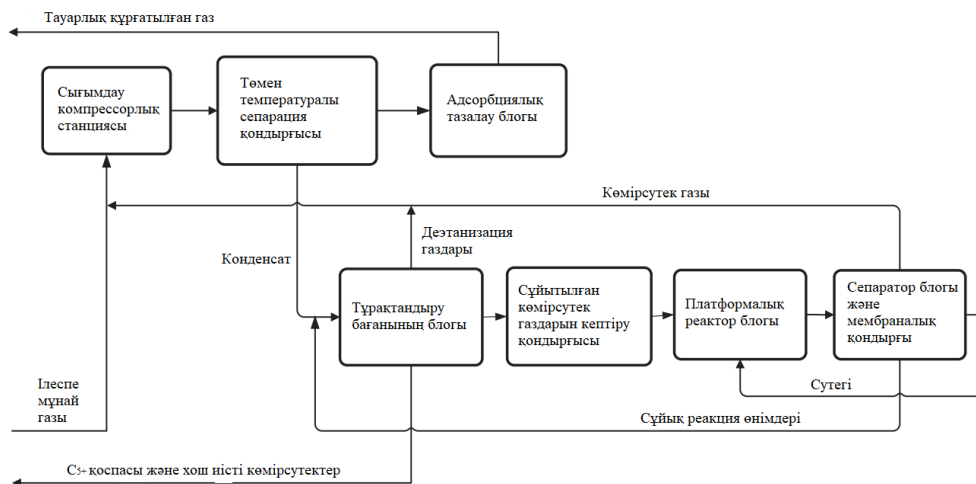 Тауарлық құрғатылған газ
Сығымдау
компрессорлық
станциясы
Төмен
температуралы
сепарация
қондырғысы
Адсорбциялық
тазалау блогы
Көмірсутек газы
Деэтанизация
газдары
Конденсат
Тұрақтандыру
бағанының блогы
Сұйытылған
көмірсутек
газдарын кептіру
қондырғысы
Платформалық
реактор блогы
Сепаратор блогы
және
мембраналық
қондырғы
Ілеспе
мұнай
газы
Сутегі
Сұйық реакция өнімдері
C₅₊ қоспасы және хош иісті көмірсутектер